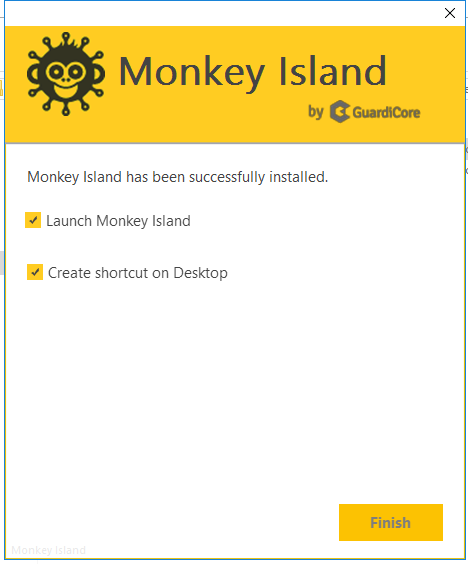 Monkey Island
by GuardiCore
Monkey Island has been successfully installed.
Launch Monkey Island
Create shortcut on Desktop
Finish
Monkey Island